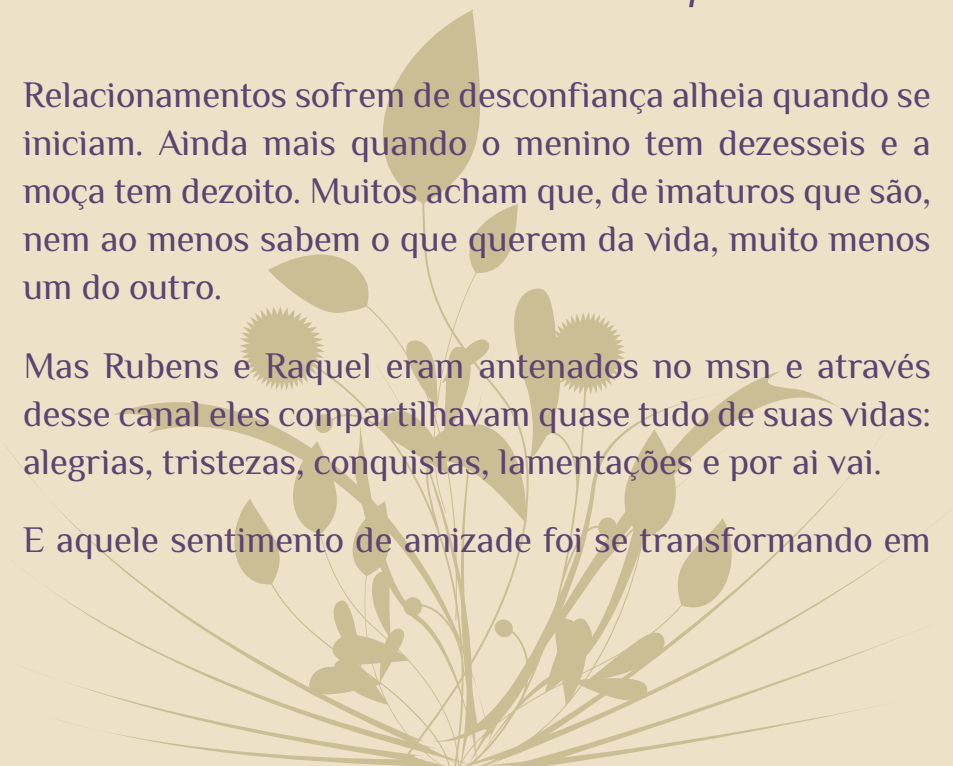 Relacionamentos sofrem de desconfiança alheia quando se
iniciam. Ainda mais quando o menino tem dezesseis e a
moça tem dezoito. Muitos acham que, de imaturos que são,
nem ao menos sabem o que querem da vida, muito menos
um do outro.
Mas Rubens e Raquel eram antenados no msn e através
desse canal eles compartilhavam quase tudo de suas vidas:
alegrias, tristezas, conquistas, lamentações e por ai vai.
E aquele sentimento de amizade foi se transformando em